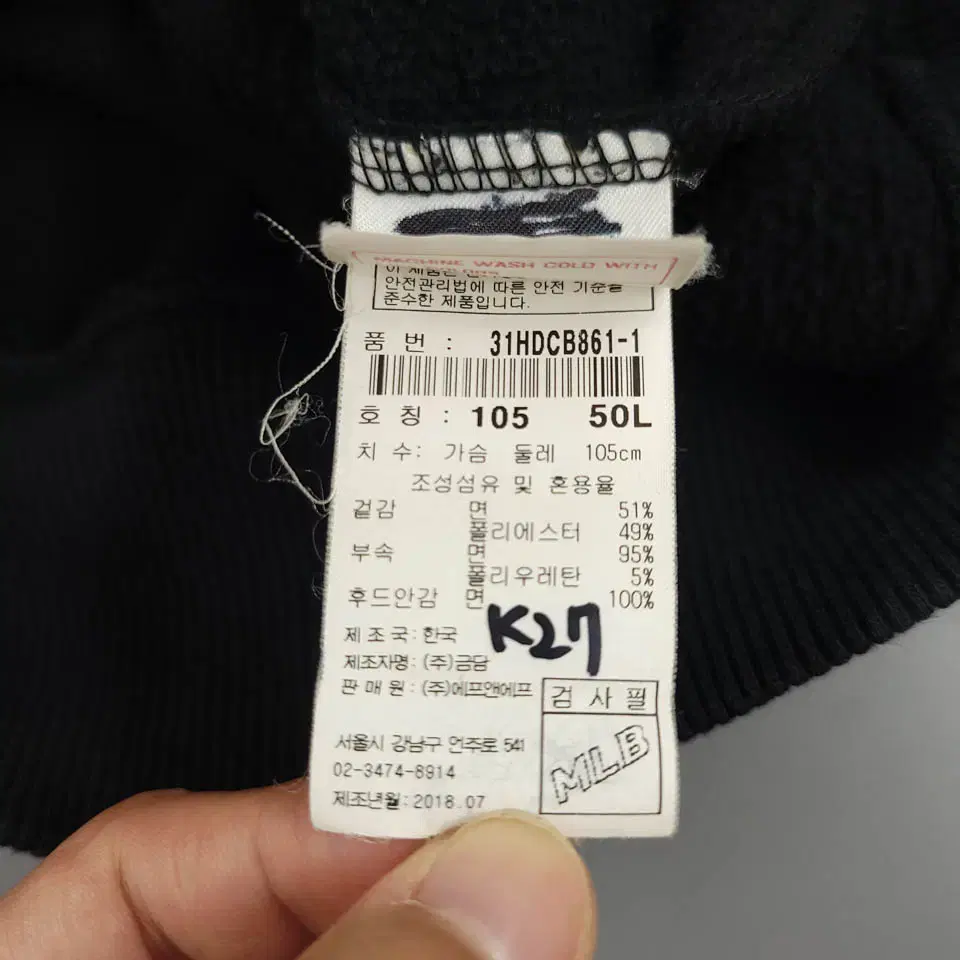 MACHINE WASH COLD WITH
안전관리법에 따른 안전 기준을
준수한 제품입니다.
품 번 : 31HDCB861-1
호 칭 : 105 50L
치 수: 가슴 둘레 105cm
조성섬유 및 혼용율
겉감 면 51%
폴리에스터 49%
부속 면 95%
폴리우레탄 5%
후드안감 면 100%
K27
제 조 국: 한국
제조자명: (주)금담
판 매 원 : (주)에프앤에프
검 사 필
MLB
서울시 강남구 언주로 541
02-3474-8914
제조년월: 2018.07